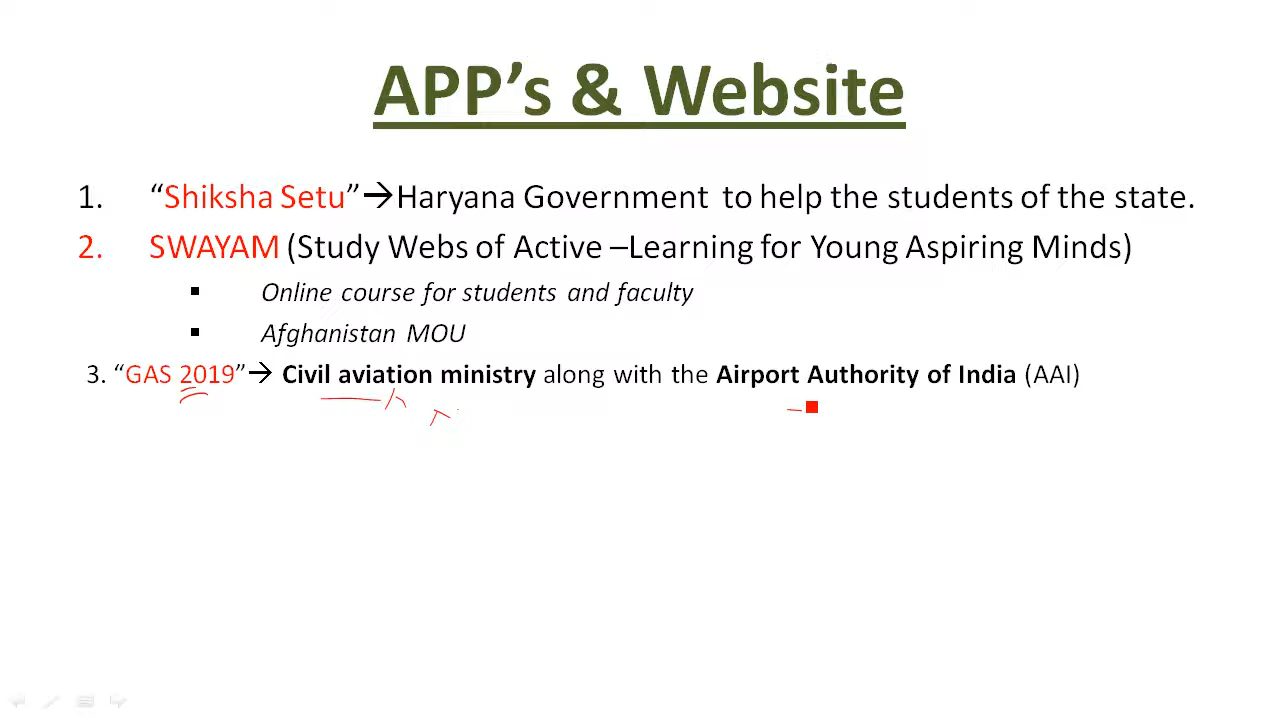 APP's & Website
1. “Shiksha Setu”→Haryana Government to help the students of the state.
2. SWAYAM (Study Webs of Active –Learning for Young Aspiring Minds)
▪ Online course for students and faculty
▪ Afghanistan MOU
3. “GAS 2019”→ Civil aviation ministry along with the Airport Authority of India (AAI)